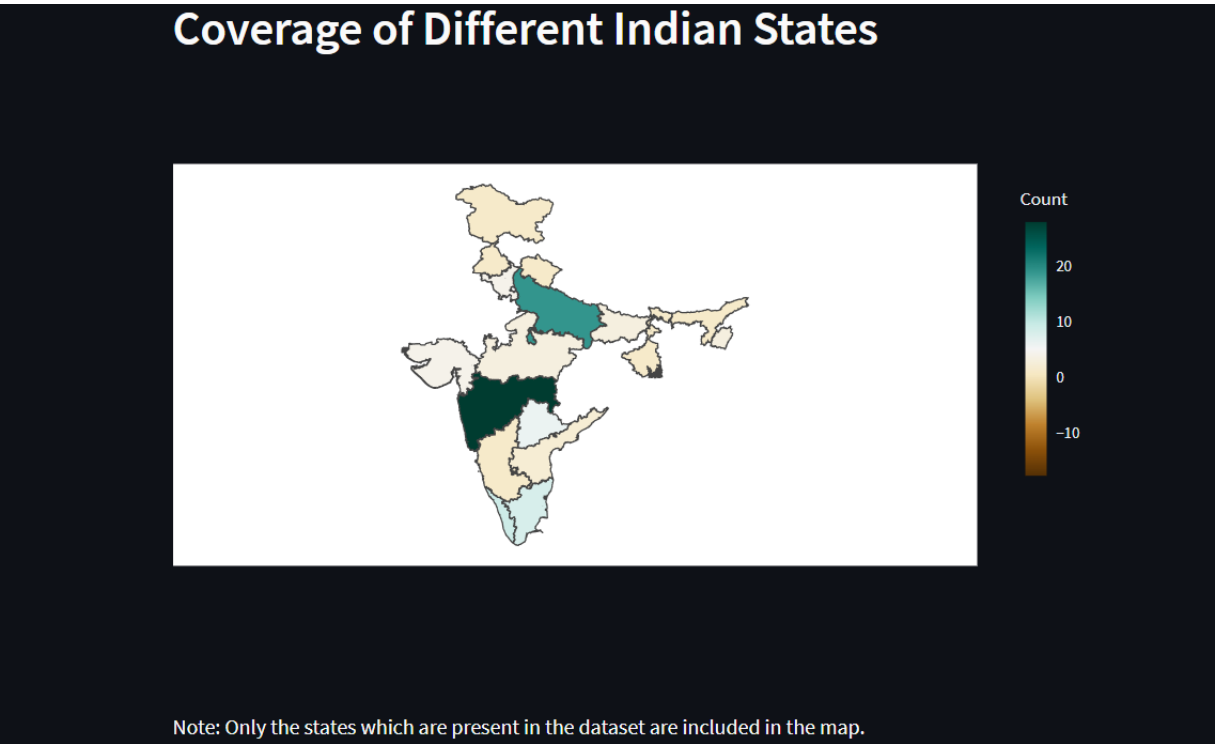 Coverage of Different Indian States
Count
20
10
0
−10
Note: Only the states which are present in the dataset are included in the map.